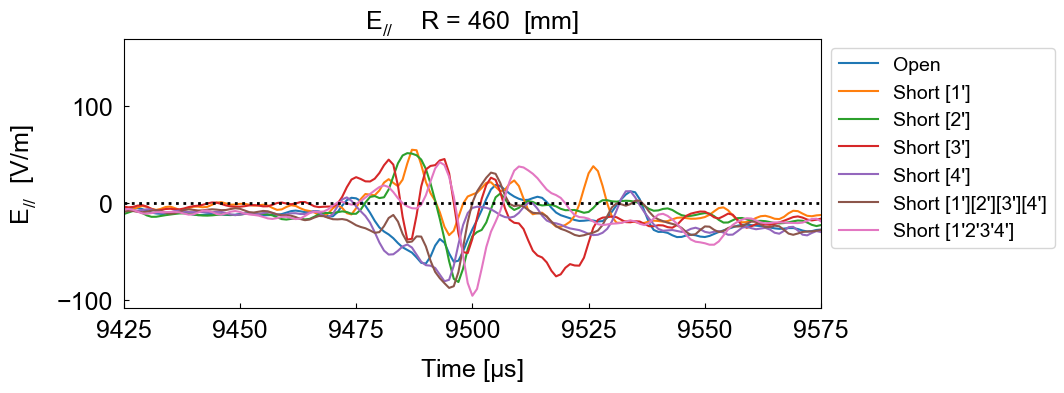 E// R = 460 [mm]
E// [V/m]
100
0
−100
9425 9450 9475 9500 9525 9550 9575
Time [μs]
Open
Short [1']
Short [2']
Short [3']
Short [4']
Short [1'][2'][3'][4']
Short [1'2'3'4']